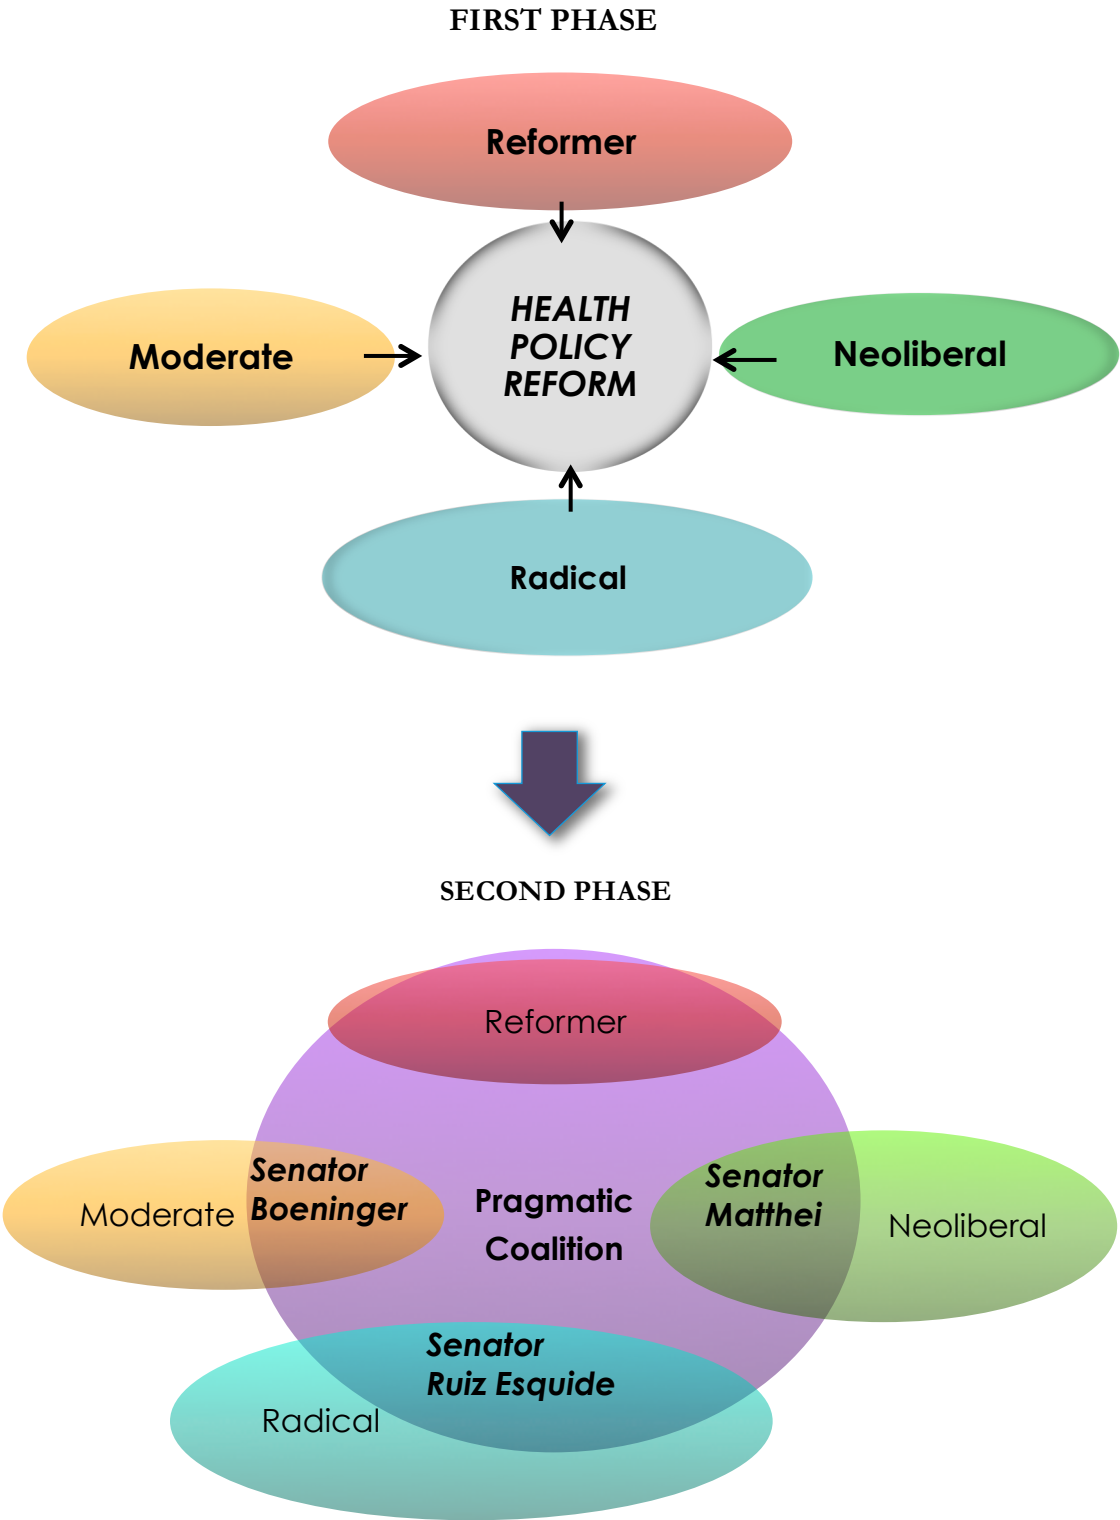 FIRST PHASE
Reformer
HEALTH
POLICY
REFORM
Moderate
Neoliberal
Radical
SECOND PHASE
Reformer
Moderate
Senator
Boeninger
Pragmatic
Coalition
Senator
Matthei
Neoliberal
Senator
Ruiz Esquide
Radical